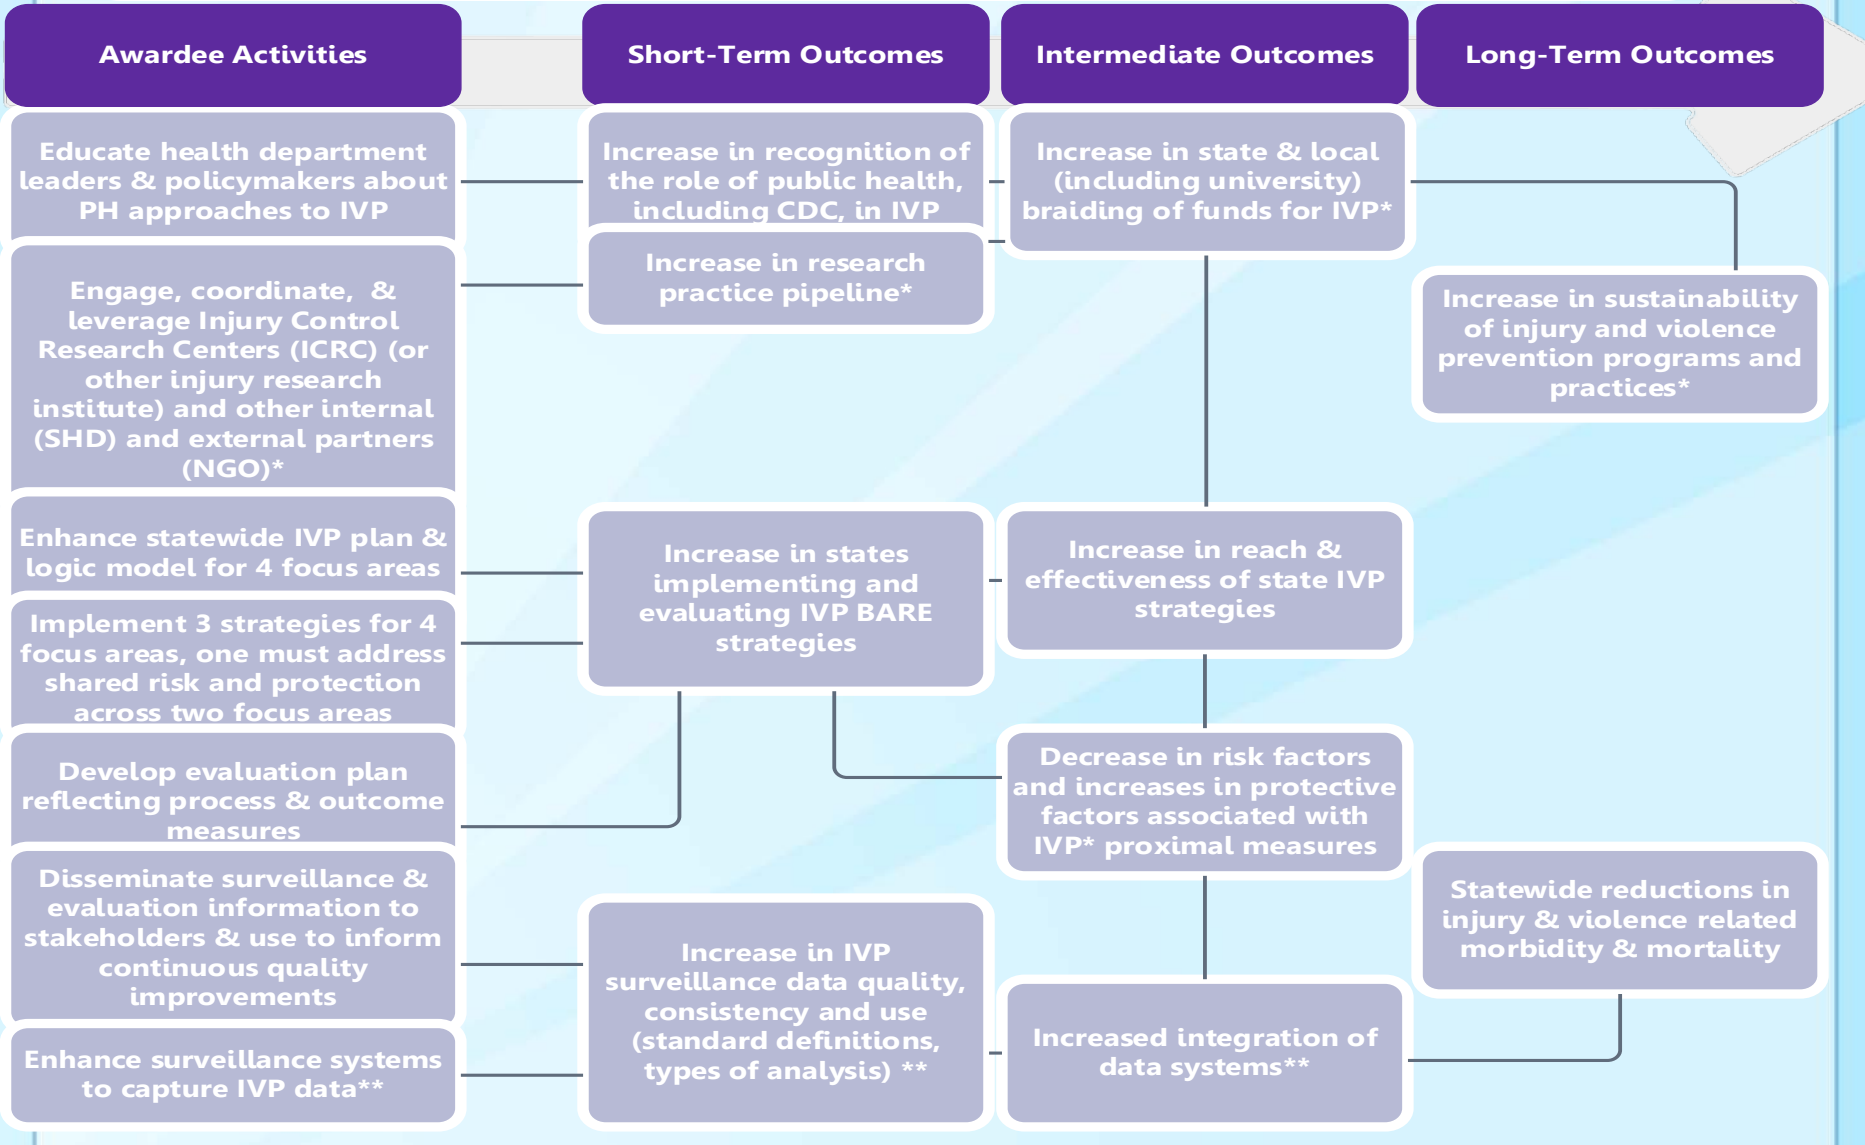 Awardee Activities
Short-Term Outcomes
Intermediate Outcomes
Long-Term Outcomes
Educate health department
leaders & policymakers about
PH approaches to IVP
Engage, coordinate, &
leverage Injury Control
Research Centers (ICRC) (or
other injury research
institute) and other internal
(SHD) and external partners
(NGO)*
Enhance statewide IVP plan &
logic model for 4 focus areas
Implement 3 strategies for 4
focus areas, one must address
shared risk and protection
across two focus areas
Develop evaluation plan
reflecting process & outcome
measures
Disseminate surveillance &
evaluation information to
stakeholders & use to inform
continuous quality
improvements
Enhance surveillance systems
to capture IVP data**
Increase in recognition of
the role of public health,
including CDC, in IVP
Increase in research
practice pipeline*
Increase in states
implementing and
evaluating IVP BARE
strategies
Increase in IVP
surveillance data quality,
consistency and use
(standard definitions,
types of analysis) **
Increase in state & local
(including university)
braiding of funds for IVP*
Increase in reach &
effectiveness of state IVP
strategies
Decrease in risk factors
and increases in protective
factors associated with
IVP* proximal measures
Increased integration of
data systems**
Increase in sustainability
of injury and violence
prevention programs and
practices*
Statewide reductions in
injury & violence related
morbidity & mortality